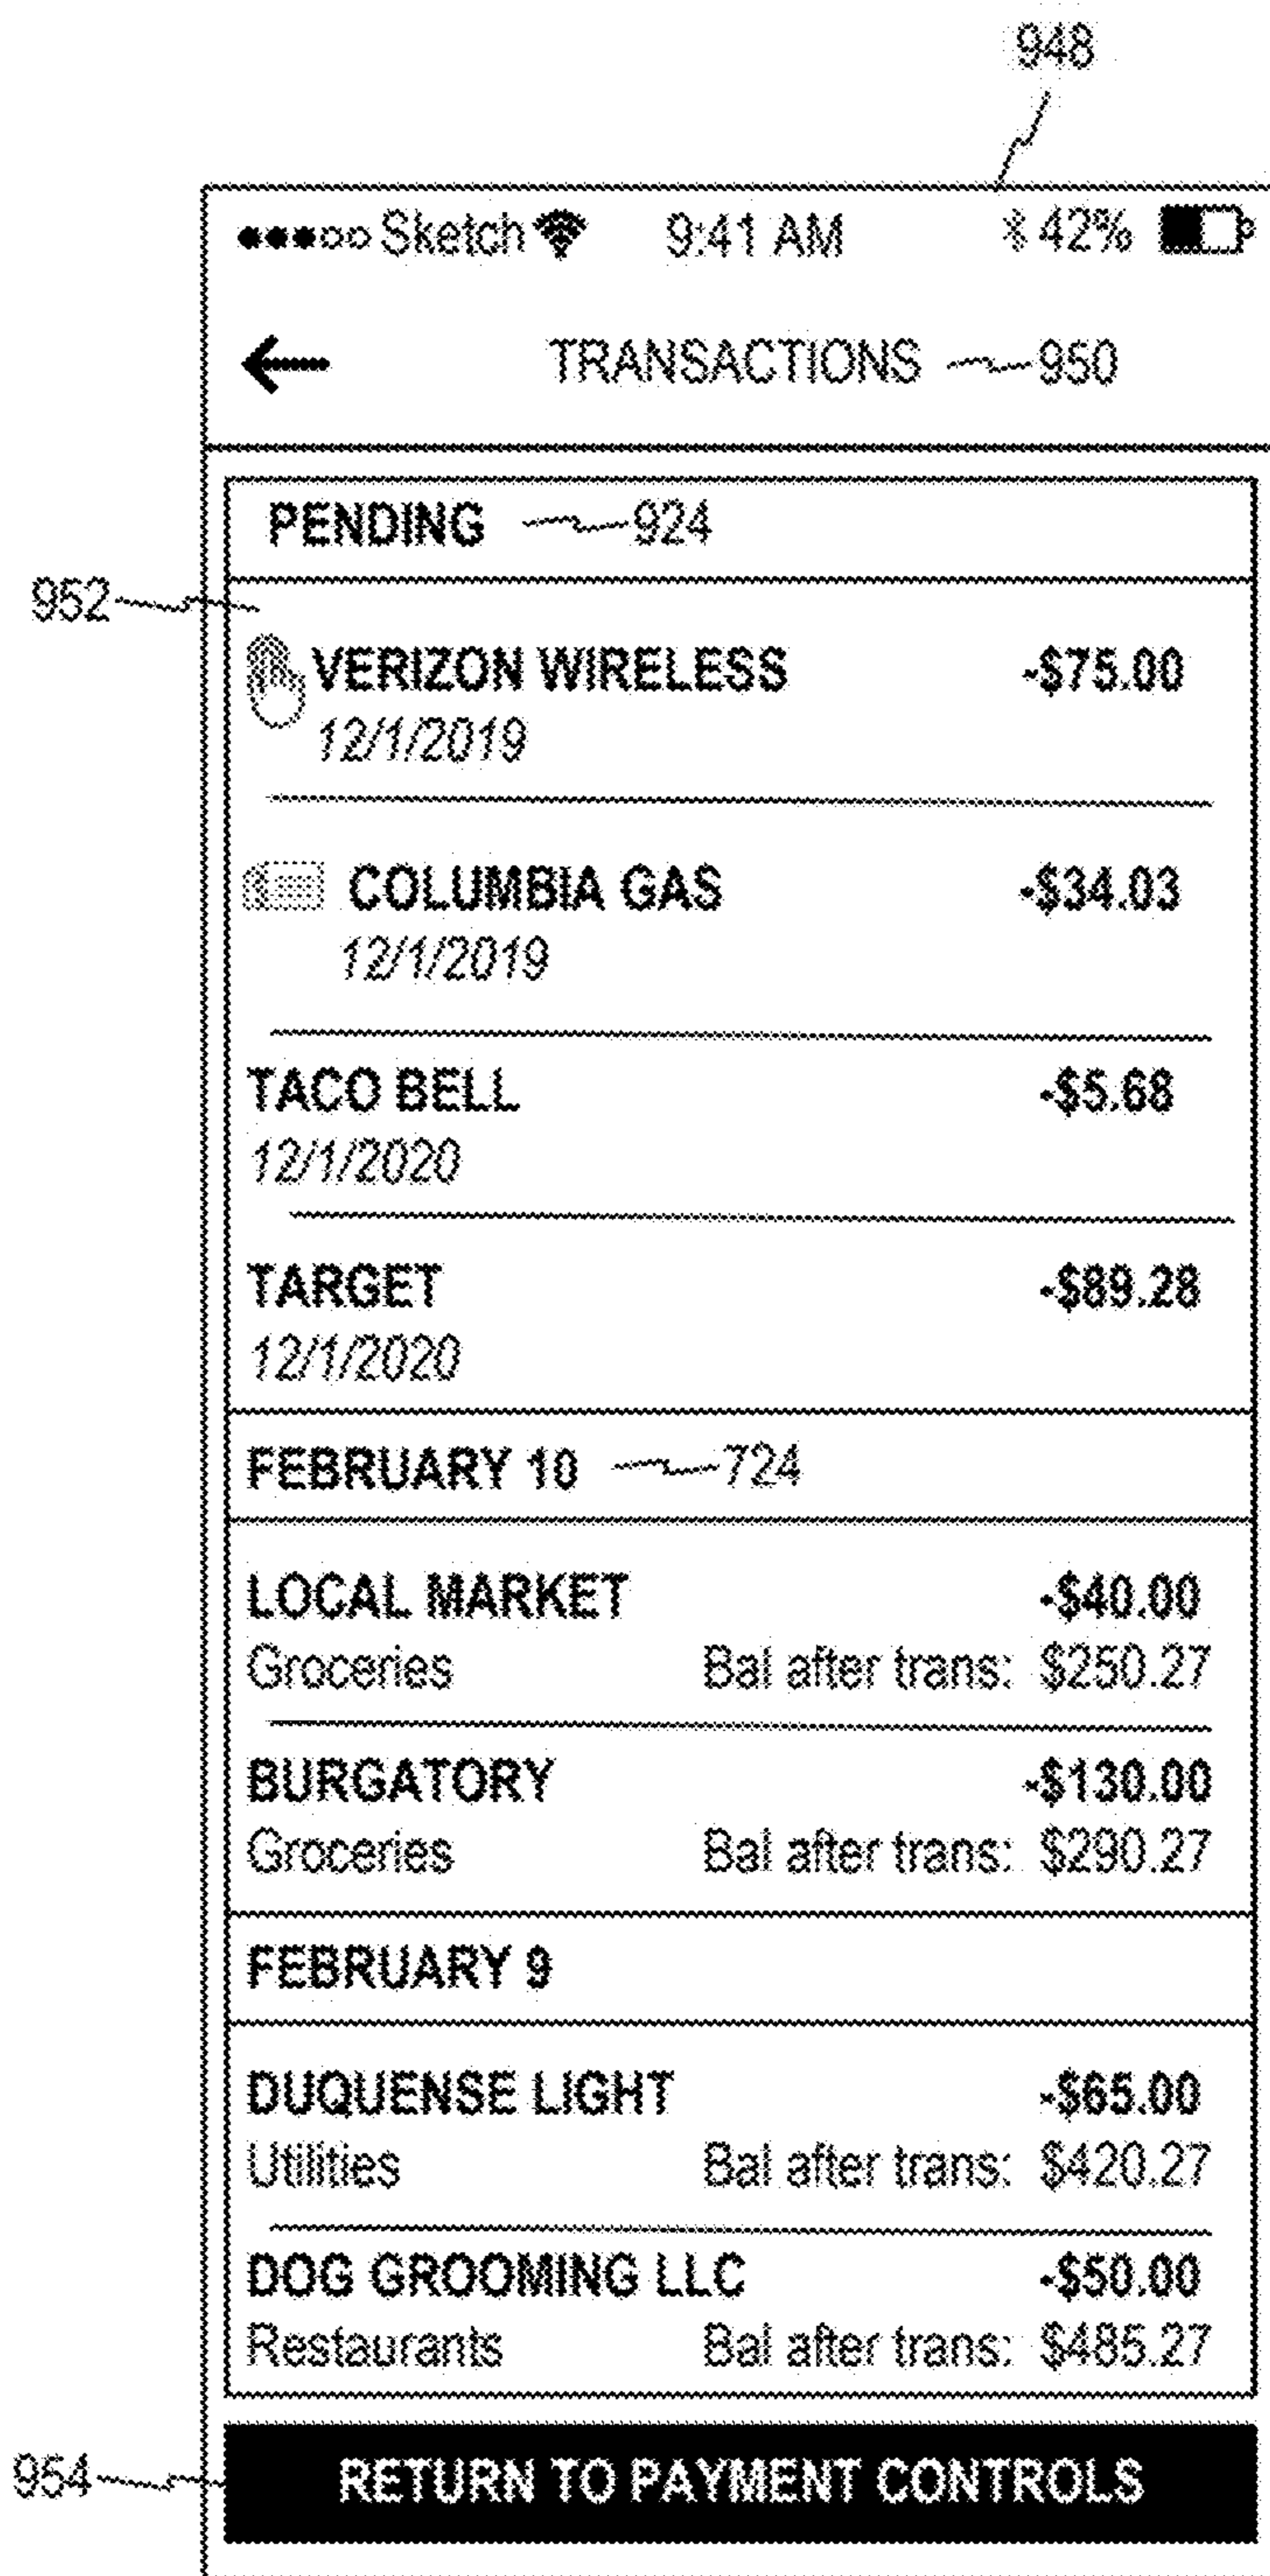 948
Sketch 9:41 AM 42%
TRANSACTIONS 950
PENDING 924
952
VERIZON WIRELESS -$75.00
12/1/2019
COLUMBIA GAS -$34.03
12/1/2019
TACO BELL -$5.68
12/1/2020
TARGET -$89.28
12/1/2020
FEBRUARY 10 724
LOCAL MARKET -$40.00
Groceries Bal after trans: $250.27
BURGATORY -$130.00
Groceries Bal after trans: $290.27
FEBRUARY 9
DUQUENSE LIGHT -$65.00
Utilities Bal after trans: $420.27
DOG GROOMING LLC -$50.00
Restaurants Bal after trans: $485.27
954 RETURN TO PAYMENT CONTROLS